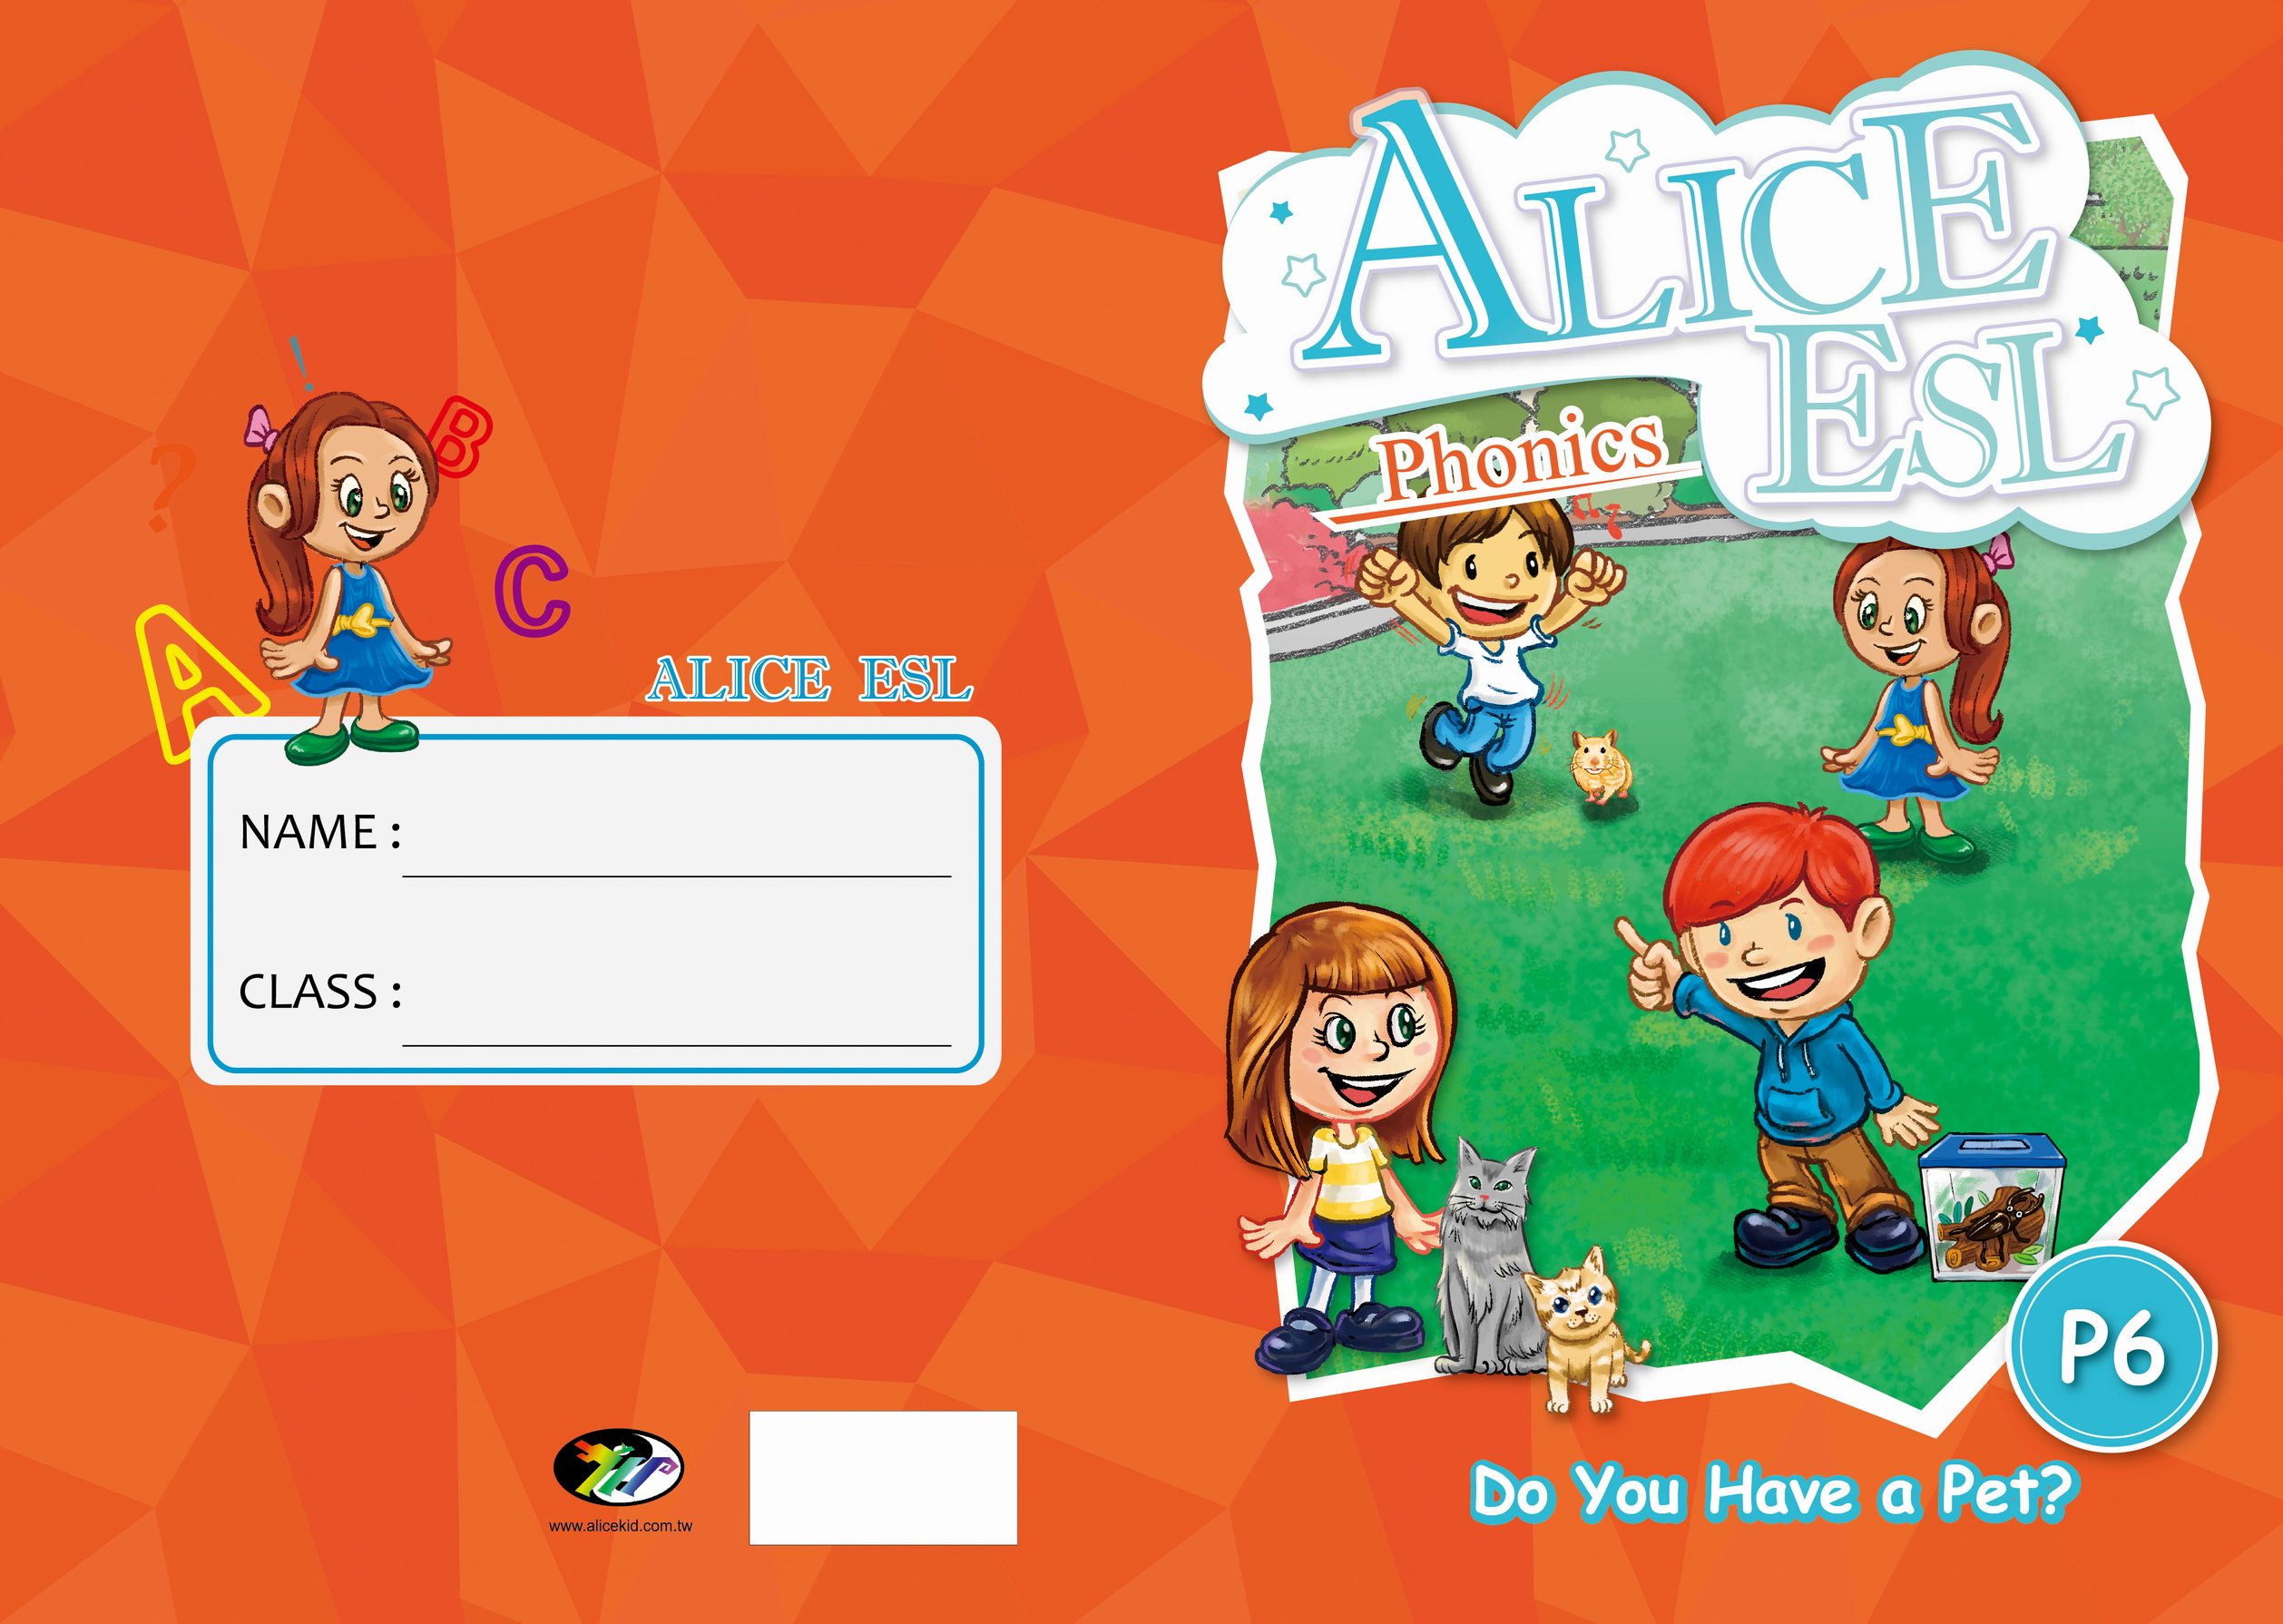 !
?
B
C
A
ALICE ESL
NAME :
CLASS :
www.alicekid.com.tw
ALICE
ESL
Phonics
P6
Do You Have a Pet?